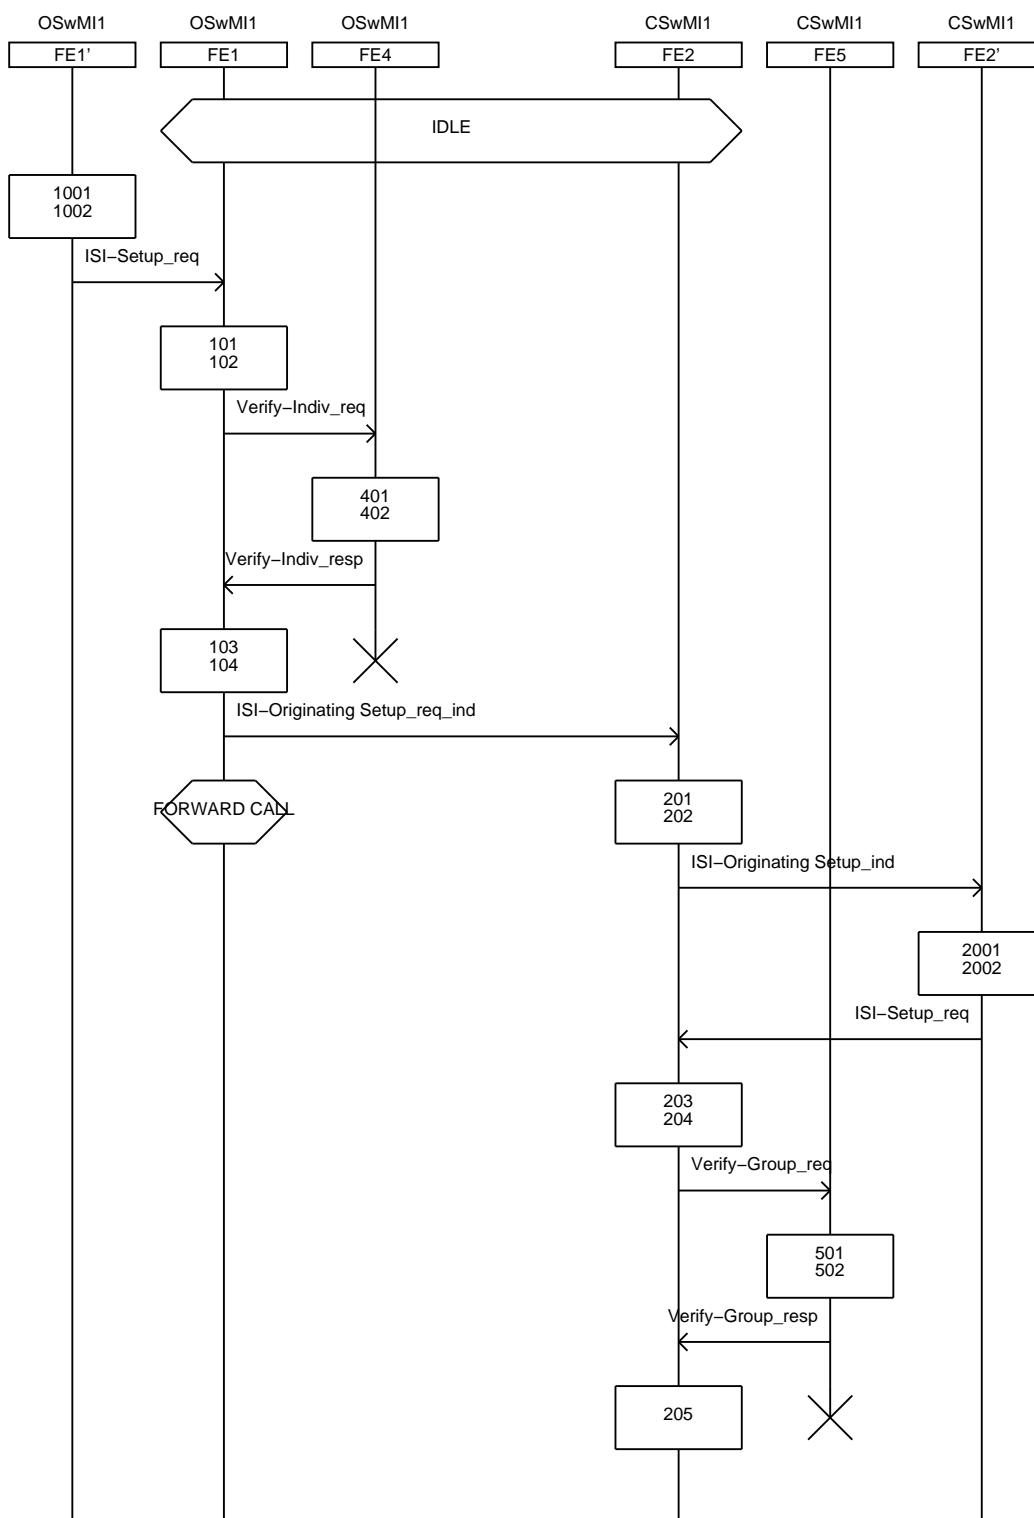 OSwMI1 OSwMI1 OSwMI1 CSwMI1 CSwMI1 CSwMI1
FE1' FE1 FE4 FE2 FE5 FE2'
IDLE
1001
1002
ISI-Setup_req
101
102
Verify-Indiv_req
401
402
Verify-Indiv_resp
103
104
ISI-Originating Setup_req_ind
FORWARD CALL
201
202
ISI-Originating Setup_ind
2001
2002
ISI-Setup_req
203
204
Verify-Group_req
501
502
Verify-Group_resp
205